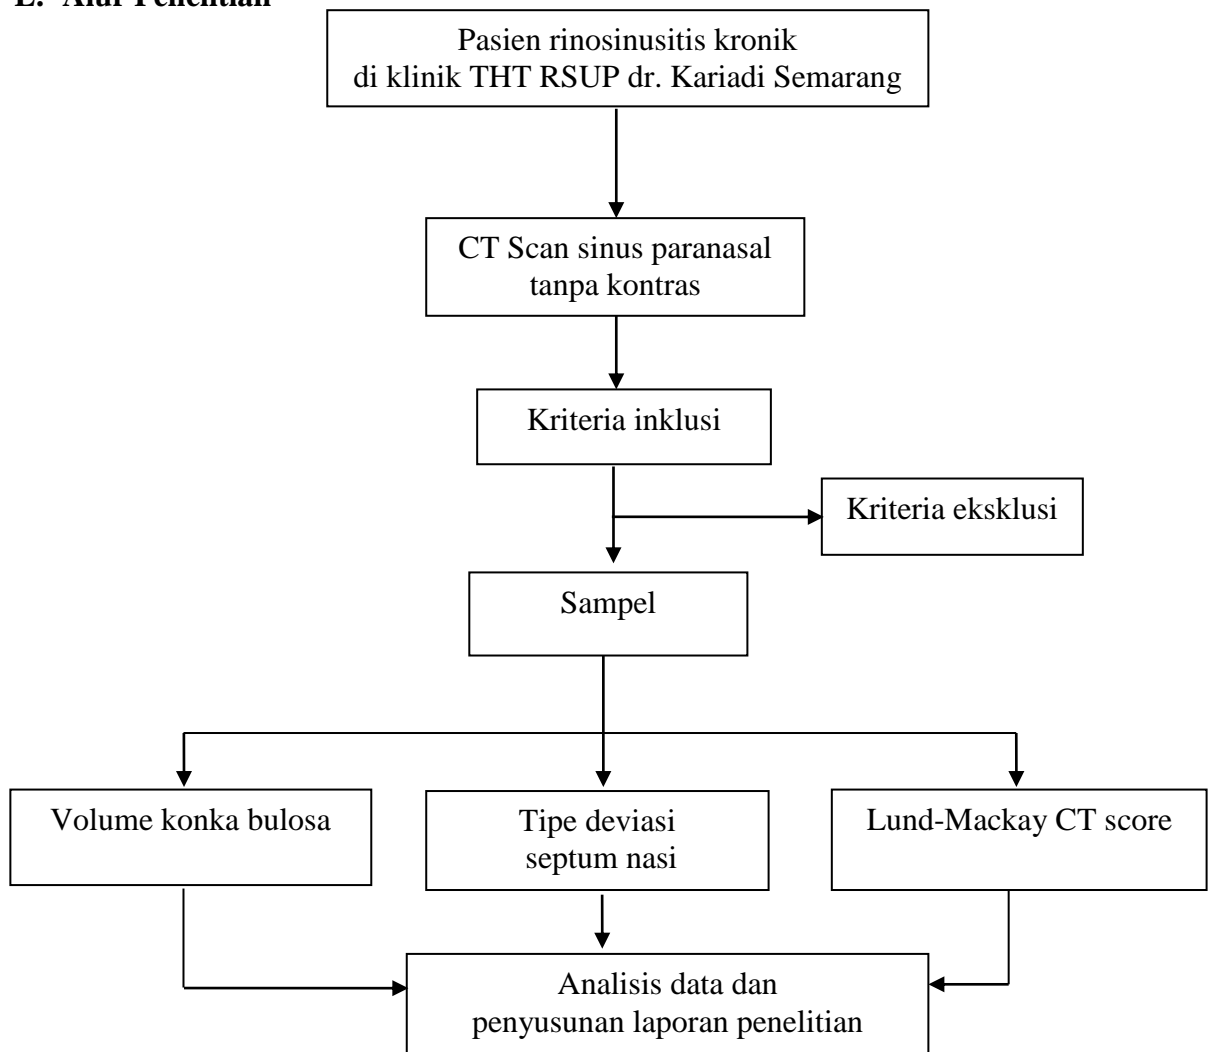 E. Alur Penelitian
Pasien rinosinusitis kronik
di klinik THT RSUP dr. Kariadi Semarang
CT Scan sinus paranasal
tanpa kontras
Kriteria inklusi
Kriteria eksklusi
Sampel
Volume konka bulosa
Tipe deviasi
septum nasi
Lund-Mackay CT score
Analisis data dan
penyusunan laporan penelitian